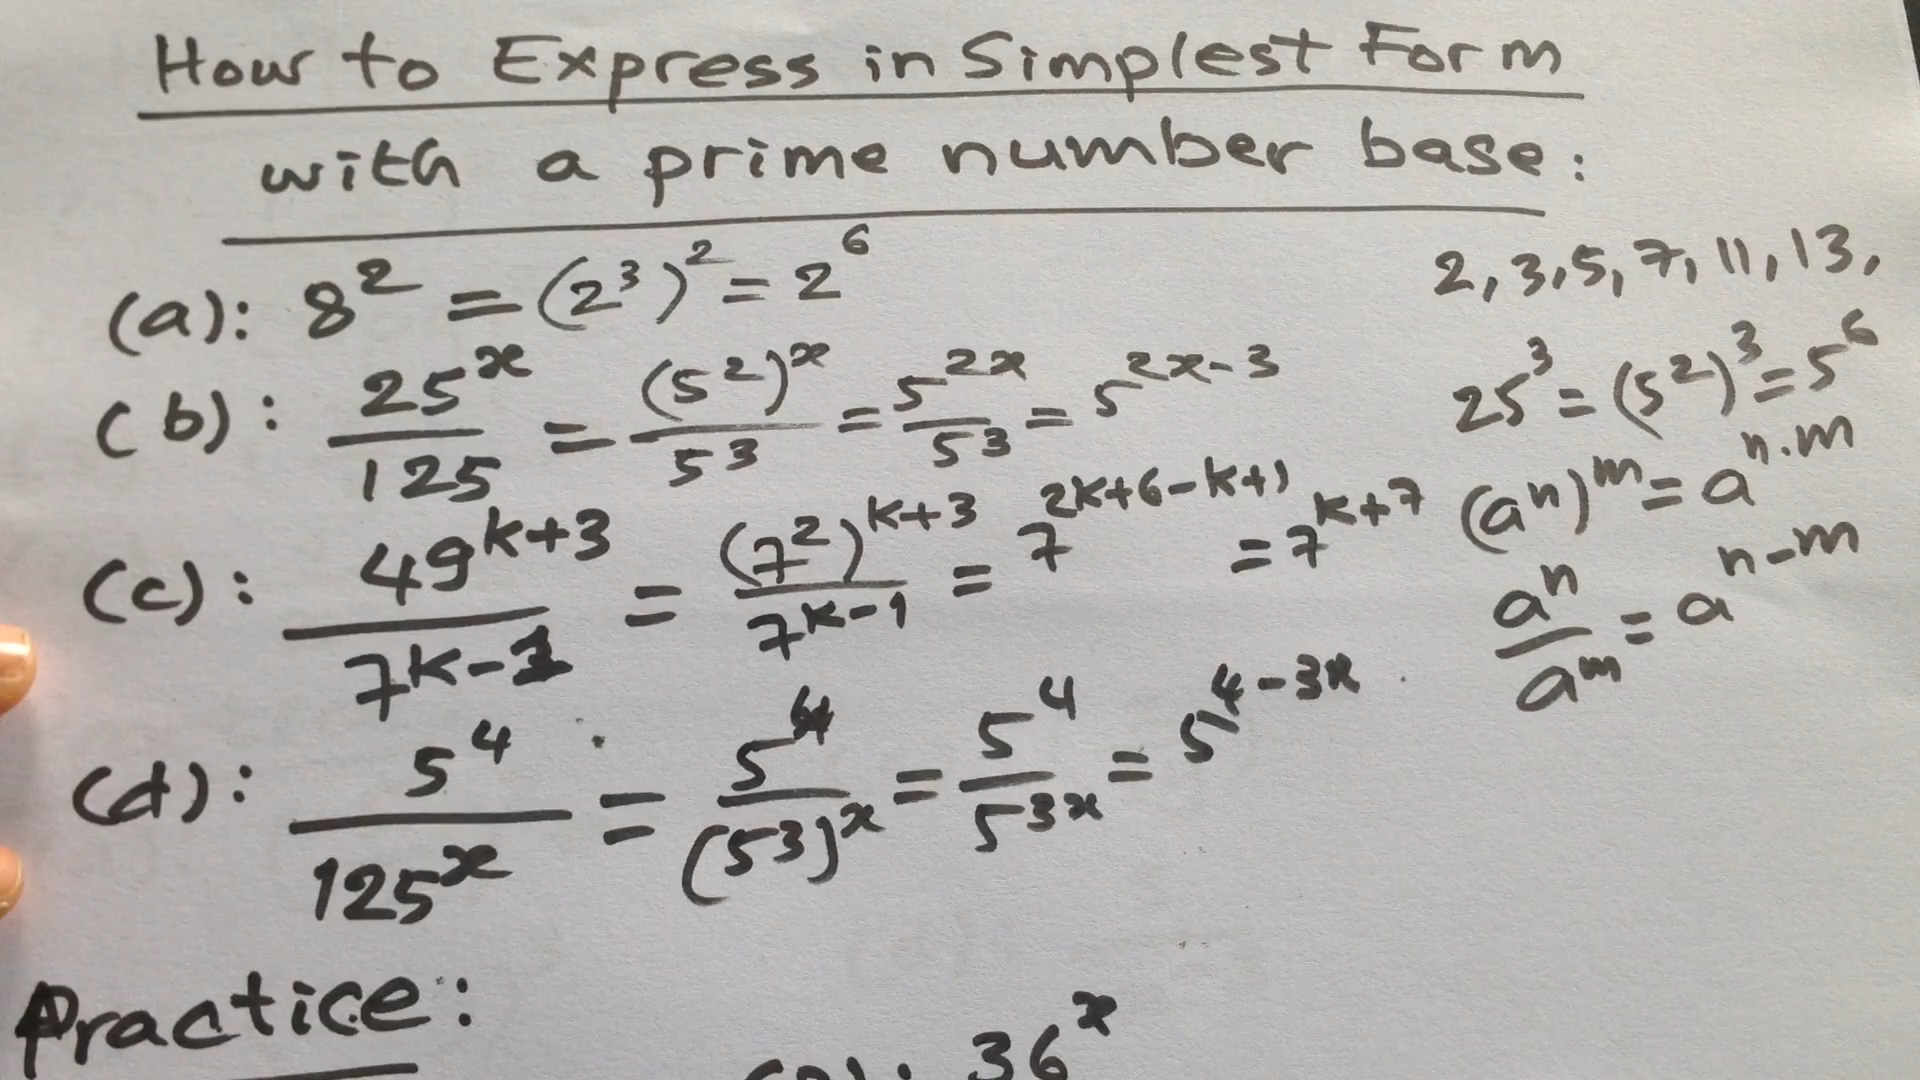 How to Express in Simplest Form
with a prime number base:
(a): 8² = (2³)² = 2⁶
2, 3, 5, 7, 11, 13,
(b): 25^x / 125 = (5²)^x / 5³ = 5^(2x) / 5³ = 5^(2x-3)
25³ = (5²)³ = 5⁶
(aⁿ)^m = a^(n.m)
(c): 49^(k+3) / 7^(k-1) = (7²)^(k+3) / 7^(k-1) = 7^(2k+6-k+1) = 7^(k+7)
aⁿ / a^m = a^(n-m)
(d): 5⁴ / 125^x = 5⁴ / (5³)^x = 5⁴ / 5^(3x) = 5^(4-3x)
Practice:
36^x